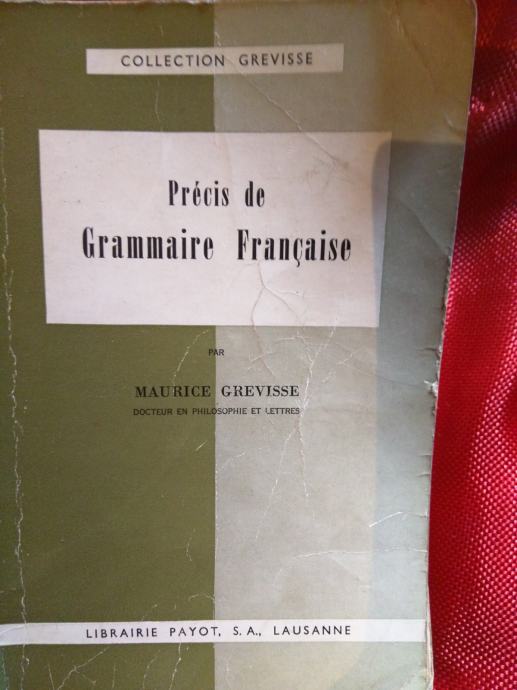 COLLECTION GREVISSE
Précis de
Grammaire Française
PAR
MAURICE GREVISSE
DOCTEUR EN PHILOSOPHIE ET LETTRES
LIBRAIRIE PAYOT, S.A., LAUSANNE